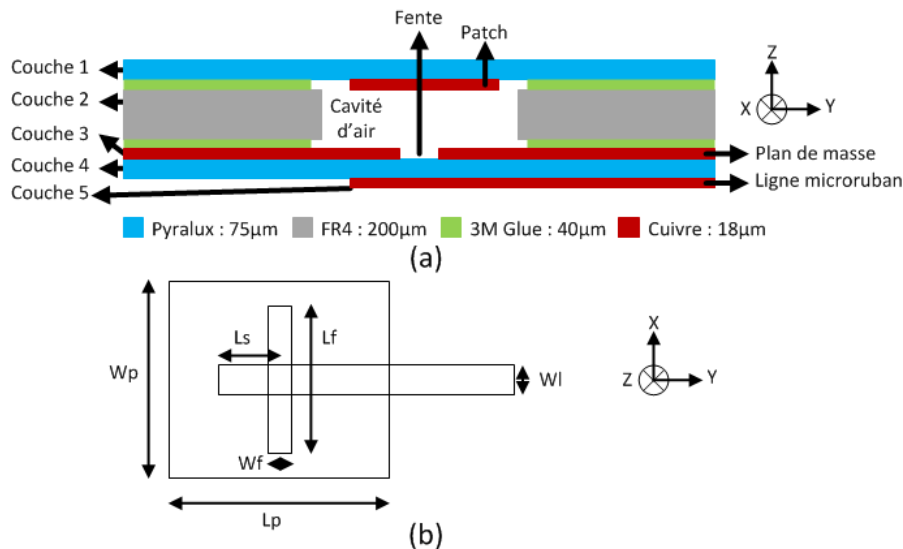 Fente
Patch
Couche 1
Couche 2
Cavité
d'air
Couche 3
Couche 4
Couche 5
Z
X
Y
Plan de masse
Ligne microruban
Pyralux : 75µm
FR4 : 200µm
3M Glue : 40µm
Cuivre : 18µm
(a)
Wp
Ls
Lf
Wl
Wf
Lp
X
Z
Y
(b)